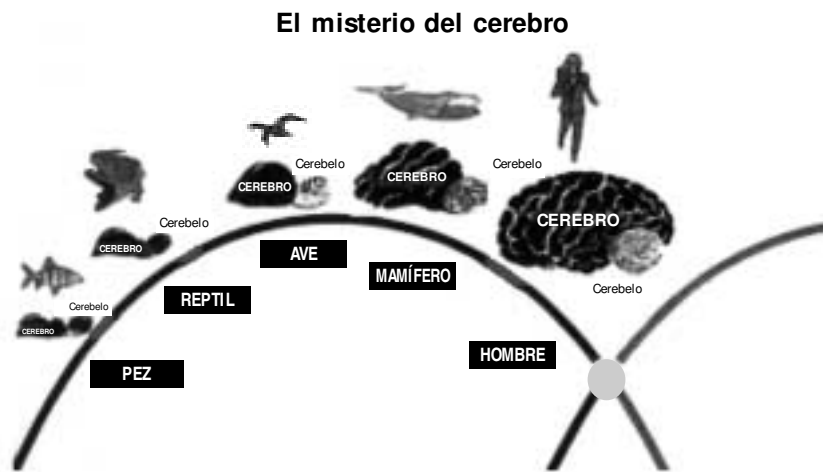 El misterio del cerebro
Cerebelo
CEREBRO
PEZ
Cerebelo
CEREBRO
REPTIL
Cerebelo
CEREBRO
AVE
Cerebelo
CEREBRO
MAMÍFERO
CEREBRO
Cerebelo
HOMBRE